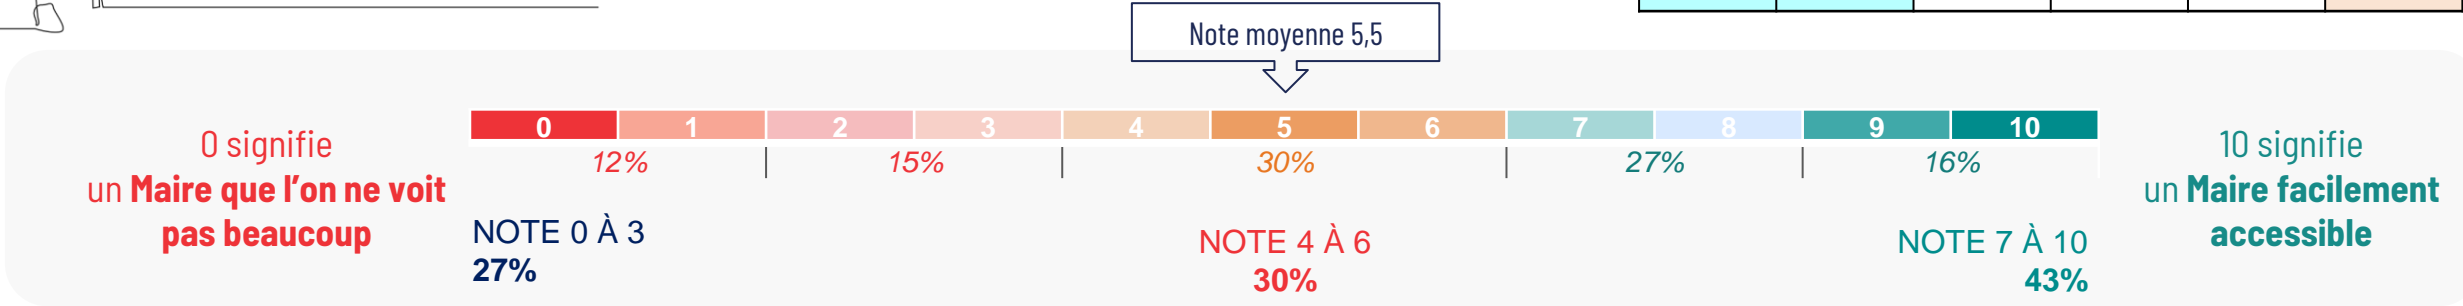 Note moyenne 5,5
0 1 2 3 4 5 6 7 8 9 10
12% 15% 30% 27% 16%
0 signifie
un Maire que l’on ne voit
pas beaucoup
NOTE 0 À 3
27%
NOTE 4 À 6
30%
NOTE 7 À 10
43%
10 signifie
un Maire facilement
accessible